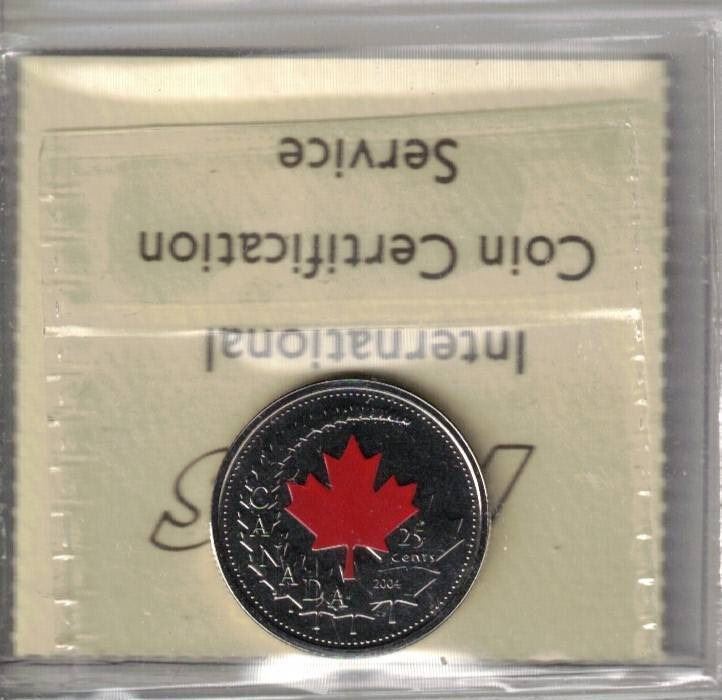 International
Coin Certification
Service
CANADA
25
cents
2004